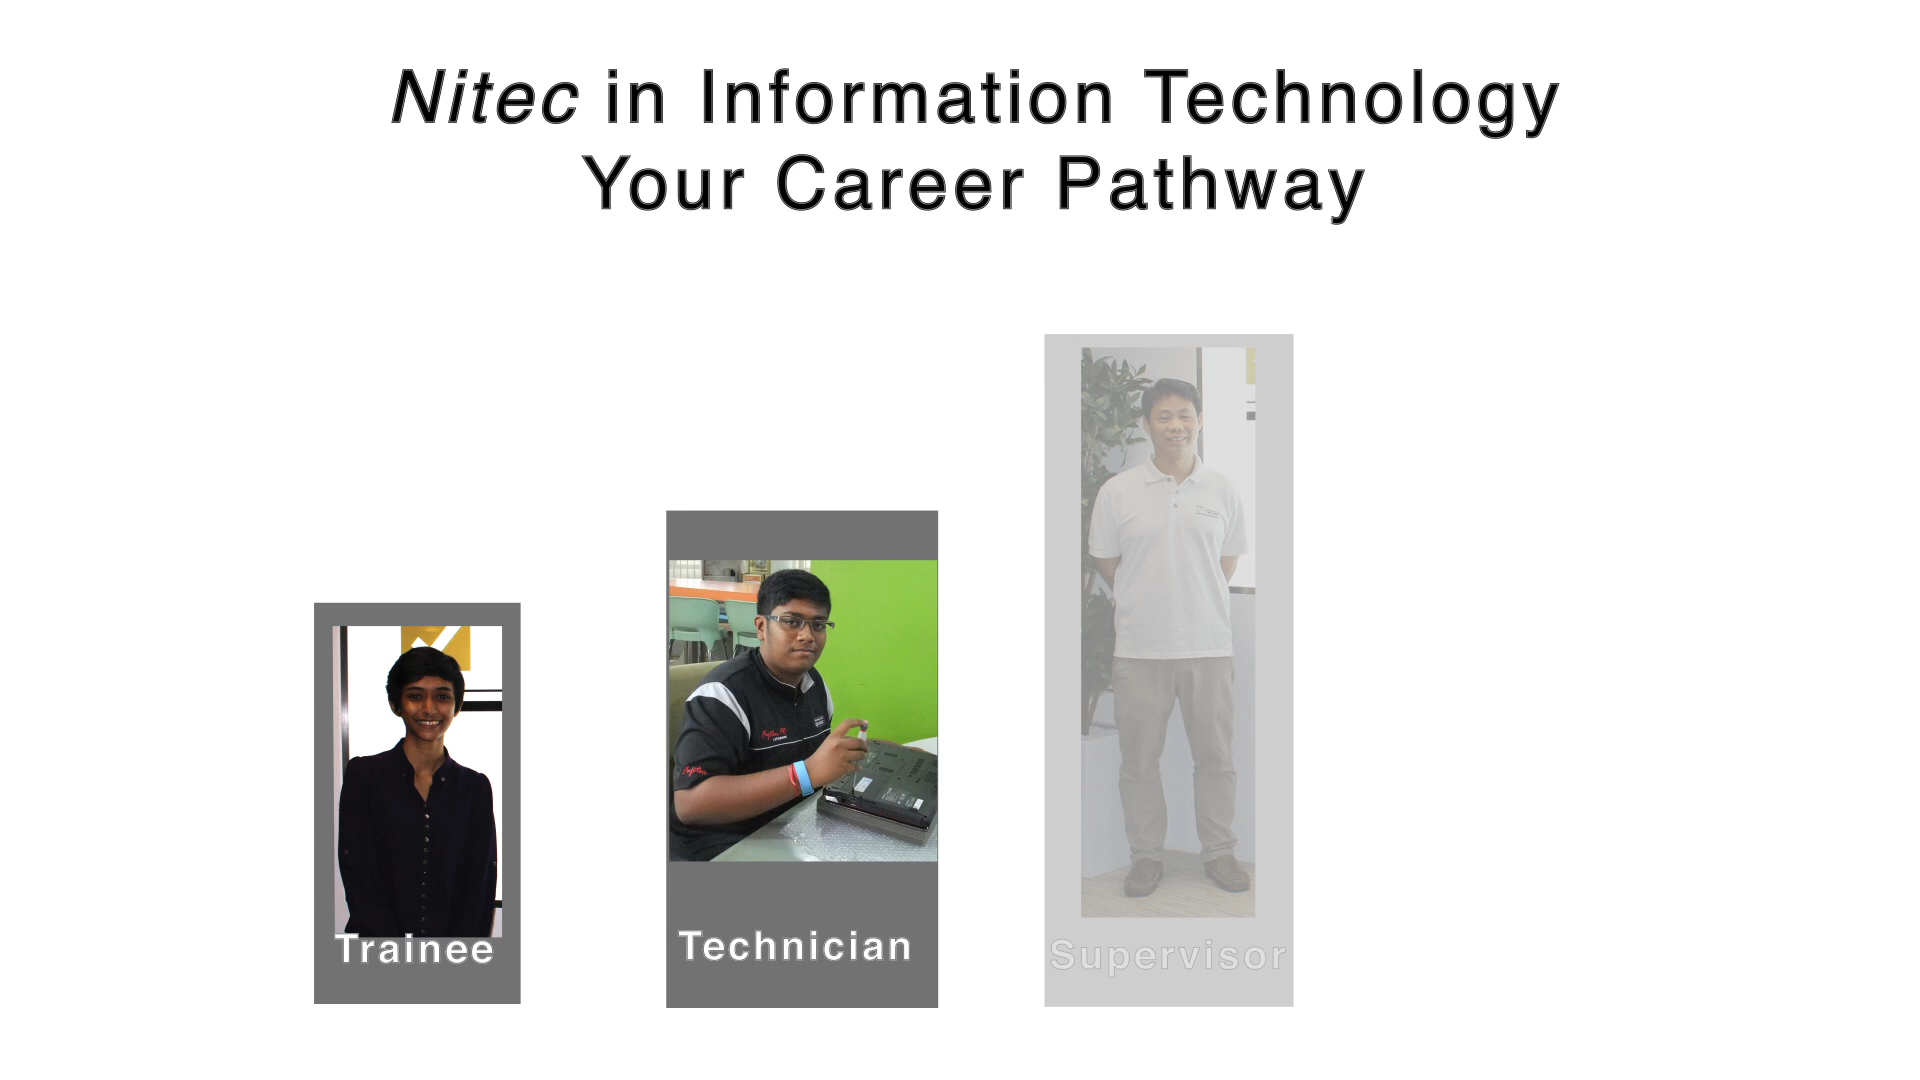 Nitec in Information Technology
Your Career Pathway
Trainee
Technician
Supervisor